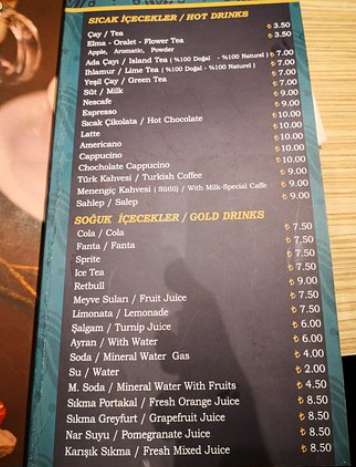 SICAK İÇECEKLER / HOT DRINKS
Çay / Tea ₺ 3.50
Elma - Oralet - Flower Tea ₺ 3.50
Apple, Aromatic, Powder
Ada Çayı / Island Tea ( %100 Doğal - %100 Naturel ) ₺ 7.00
Ihlamur / Lime Tea ( %100 Doğal - %100 Naturel ) ₺ 7.00
Yeşil Çay / Green Tea ₺ 7.00
Süt / Milk ₺ 7.00
Nescafe ₺ 9.00
Espresso ₺ 9.00
Sıcak Çikolata / Hot Chocolate ₺ 10.00
Latte ₺ 10.00
Americano ₺ 10.00
Cappucino ₺ 10.00
Chocholate Cappucino ₺ 10.00
Türk Kahvesi / Turkish Coffee ₺ 9.00
Menengiç Kahvesi ( Sütlü) / With Milk-Special Caffe ₺ 9.00
Sahlep / Salep ₺ 9.00
SOĞUK İÇECEKLER / GOLD DRINKS
Cola / Cola ₺ 7.50
Fanta / Fanta ₺ 7.50
Sprite ₺ 7.50
Ice Tea ₺ 7.50
Retbull ₺ 9.00
Meyve Suları / Fruit Juice ₺ 7.50
Limonata / Lemonade ₺ 7.50
Şalgam / Turnip Juice ₺ 6.00
Ayran / With Water ₺ 6.00
Soda / Mineral Water Gas ₺ 4.00
Su / Water ₺ 2.00
M. Soda / Mineral Water With Fruits ₺ 4.50
Sıkma Portakal / Fresh Orange Juice ₺ 8.50
Sıkma Greyfurt / Grapefruit Juice ₺ 8.50
Nar Suyu / Pomegranate Juice ₺ 8.50
Karışık Sıkma / Fresh Mixed Juice ₺ 8.50